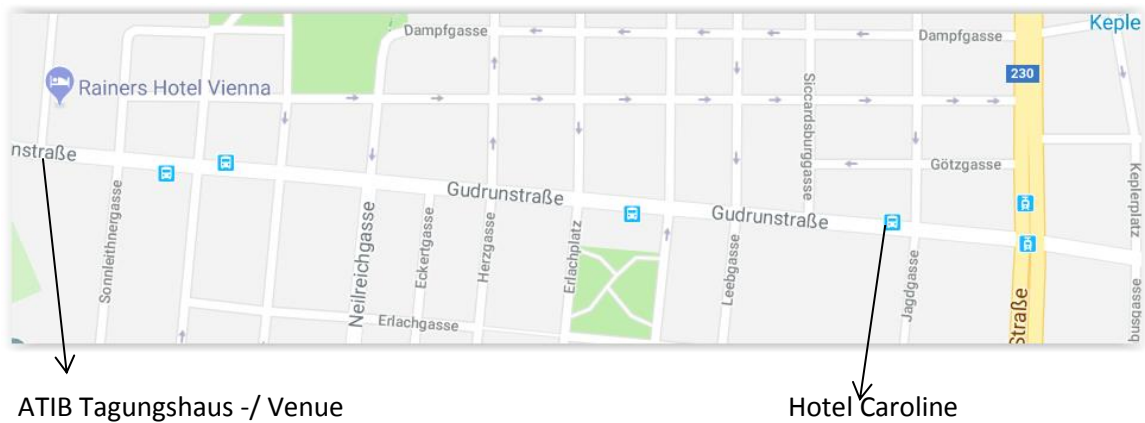 Keple
Dampfgasse
Dampfgasse
230
Rainers Hotel Vienna
Siccardsburggasse
nstraße
Götzgasse
Keplerplatz
Gudrunstraße
Gudrunstraße
Sonnleithnergasse
Neilreichgasse
Eckertgasse
Herzgasse
Erlachplatz
Leebgasse
Jagdgasse
Straße
Erlachgasse
ATIB Tagungshaus -/ Venue
Hotel Caroline